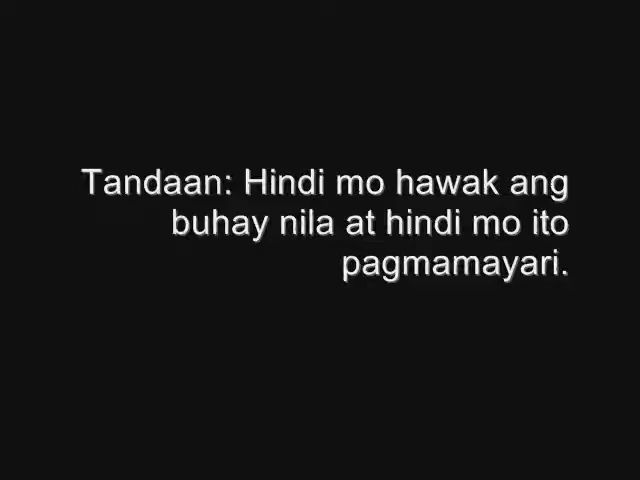 Tandaan: Hindi mo hawak ang
buhay nila at hindi mo ito
pagmamayari.